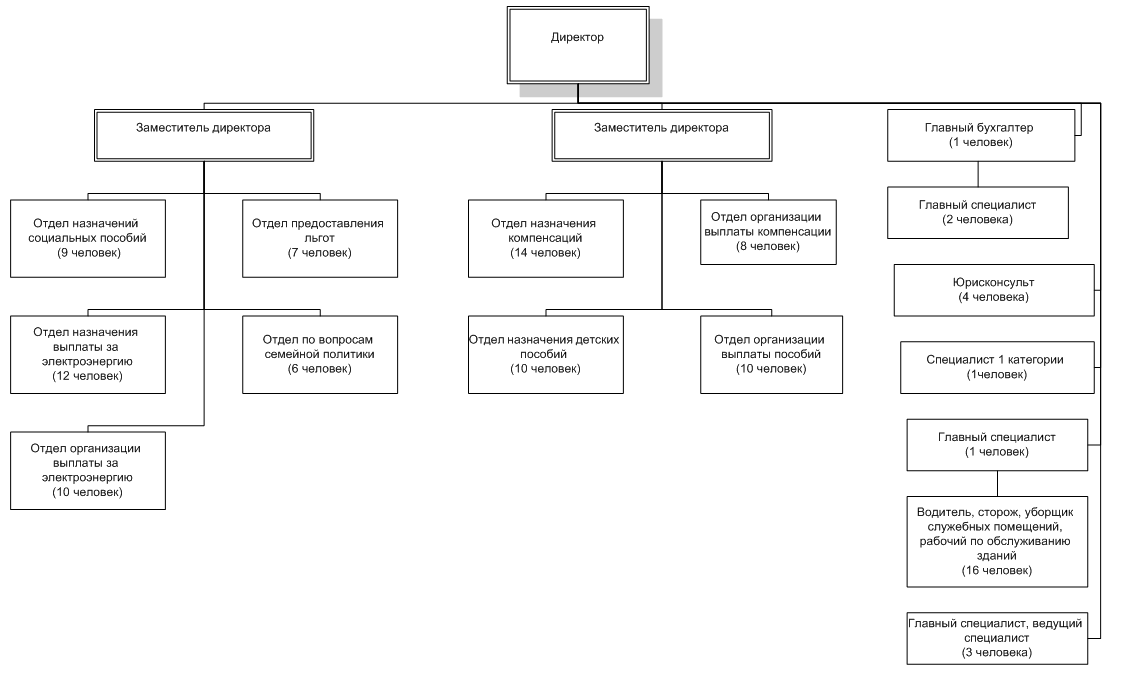 Директор
Заместитель директора
Заместитель директора
Главный бухгалтер
(1 человек)
Главный специалист
(2 человека)
Отдел назначений
социальных пособий
(9 человек)
Отдел предоставления
льгот
(7 человек)
Отдел назначения
компенсаций
(14 человек)
Отдел организации
выплаты компенсации
(8 человек)
Юрисконсульт
(4 человека)
Отдел назначения
выплаты за
электроэнергию
(12 человек)
Отдел по вопросам
семейной политики
(6 человек)
Отдел назначения детских
пособий
(10 человек)
Отдел организации
выплаты пособий
(10 человек)
Специалист 1 категории
(1человек)
Отдел организации
выплаты за
электроэнергию
(10 человек)
Главный специалист
(1 человек)
Водитель, сторож, уборщик
служебных помещений,
рабочий по обслуживанию
зданий
(16 человек)
Главный специалист, ведущий
специалист
(3 человека)